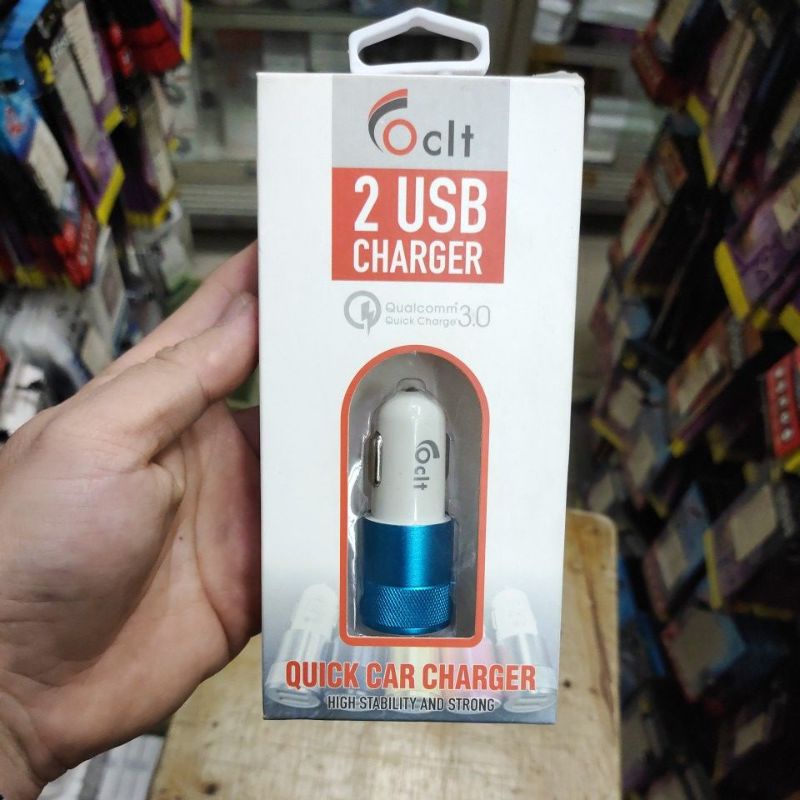 Oclt
2 USB
CHARGER
Qualcomm
Quick Charge 3.0
Oclt
QUICK CAR CHARGER
HIGH STABILITY AND STRONG